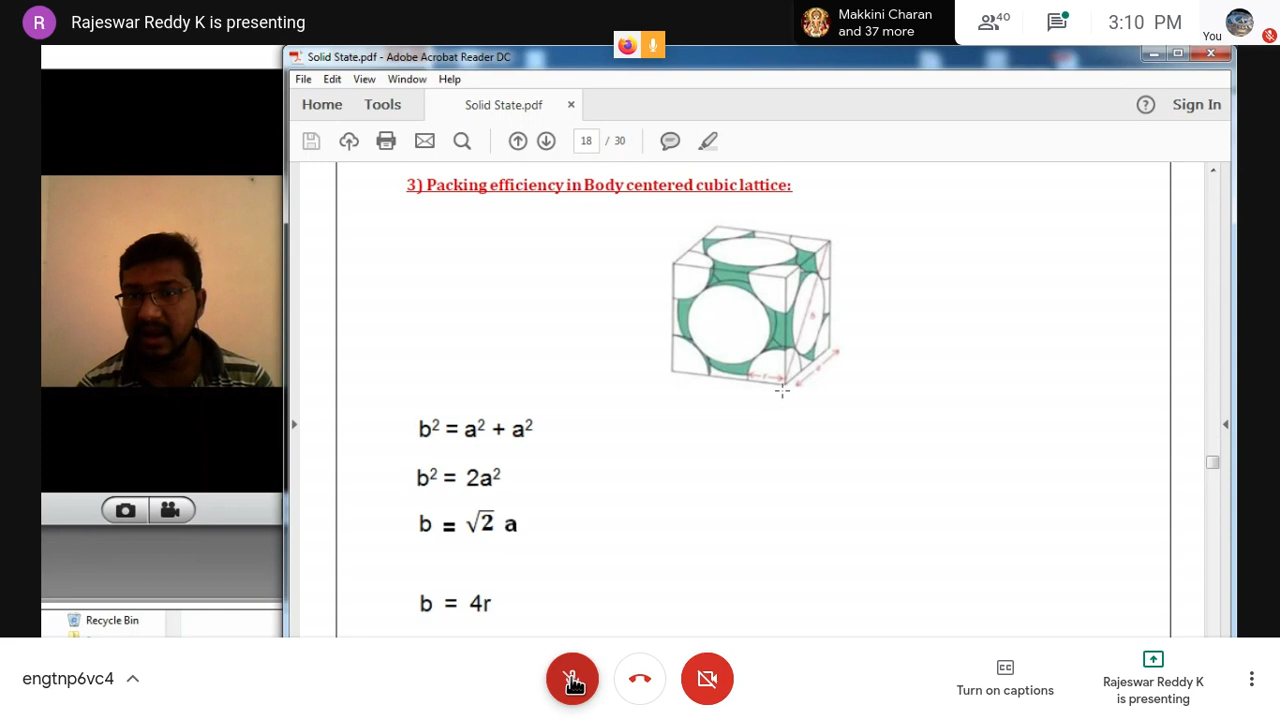 R
Rajeswar Reddy K is presenting
Makkini Charan
and 37 more
40
3:10 PM
You
Solid State.pdf - Adobe Acrobat Reader DC
File Edit View Window Help
Home Tools Solid State.pdf × Sign In
18 / 30
3) Packing efficiency in Body centered cubic lattice:
b² = a² + a²
b² = 2a²
b = √2 a
b = 4r
Recycle Bin
engtnp6vc4
Turn on captions
Rajeswar Reddy K
is presenting